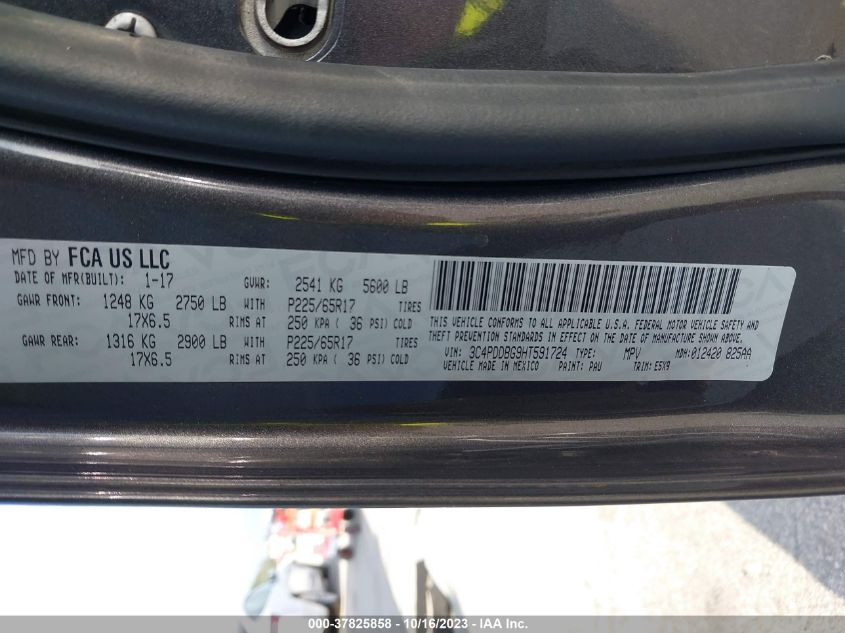 MFD BY FCA US LLC
DATE OF MFR(BUILT): 1-17 GVWR: 2541 KG 5600 LB
GAWR FRONT: 1248 KG 2750 LB WITH P225/65R17 TIRES
17X6.5 RIMS AT 250 KPA ( 36 PSI) COLD
GAWR REAR: 1316 KG 2900 LB WITH P225/65R17 TIRES
17X6.5 RIMS AT 250 KPA ( 36 PSI) COLD
THIS VEHICLE CONFORMS TO ALL APPLICABLE U.S.A. FEDERAL MOTOR VEHICLE SAFETY,
BUMPER, AND THEFT PREVENTION STANDARDS IN EFFECT ON THE DATE OF
MANUFACTURE SHOWN ABOVE.
VIN: 3C4PDDBG9HT591724 TYPE: MPV MDH: 012420 825AA
VEHICLE MADE IN MEXICO PAINT: PAU TRIM: E5X9
000-37825858 | 10/16/2023 | IAA Inc.